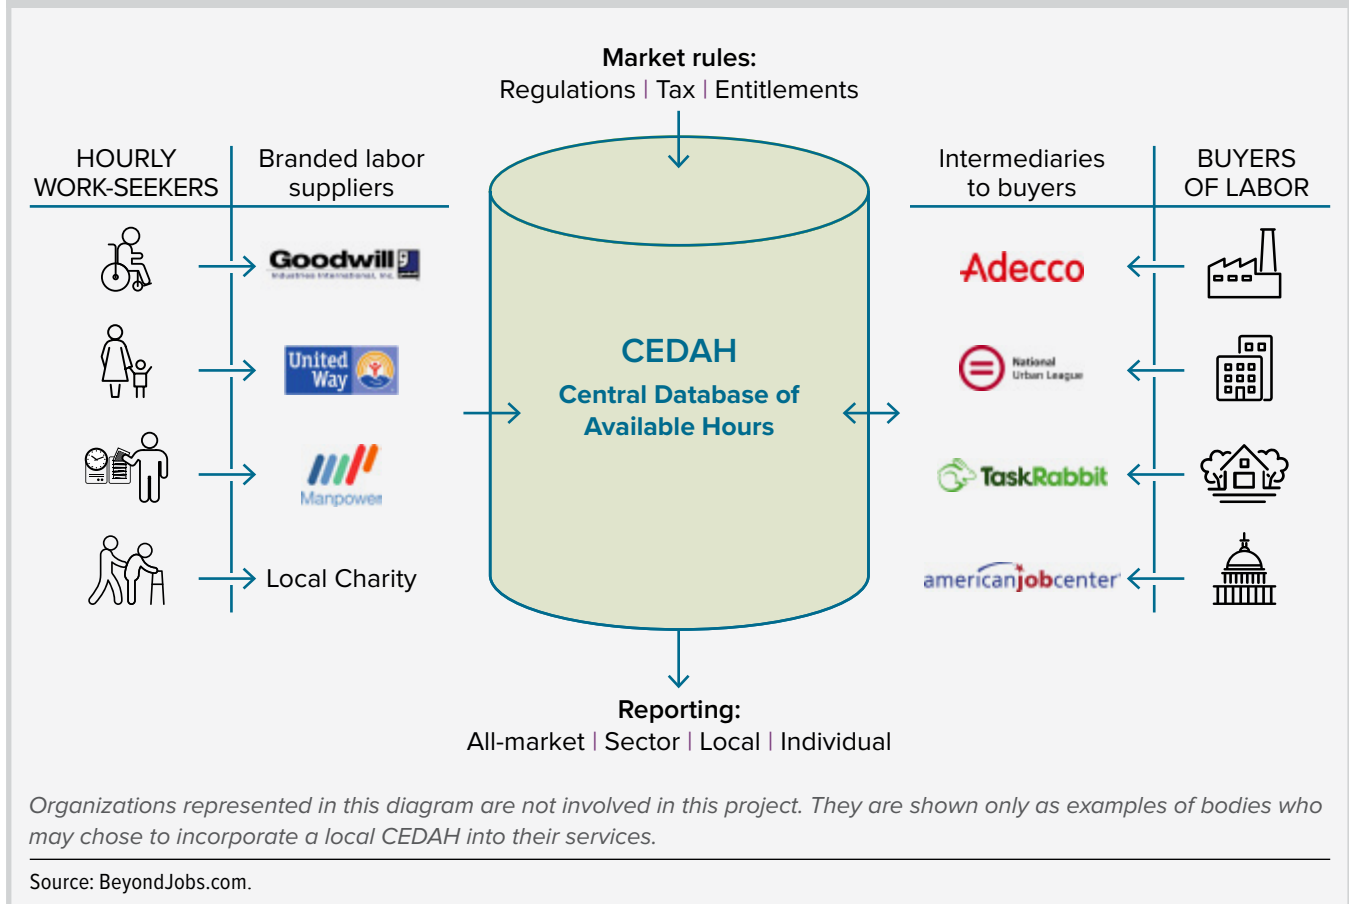 Market rules:
Regulations | Tax | Entitlements
HOURLY
WORK-SEEKERS
Branded labor
suppliers
Intermediaries
to buyers
BUYERS
OF LABOR
Goodwill
Industries International, Inc.
United
Way
Manpower
Local Charity
CEDAH
Central Database of
Available Hours
Adecco
National
Urban League
TaskRabbit
americanjobcenter
Reporting:
All-market | Sector | Local | Individual
Organizations represented in this diagram are not involved in this project. They are shown only as examples of bodies who
may chose to incorporate a local CEDAH into their services.
Source: BeyondJobs.com.